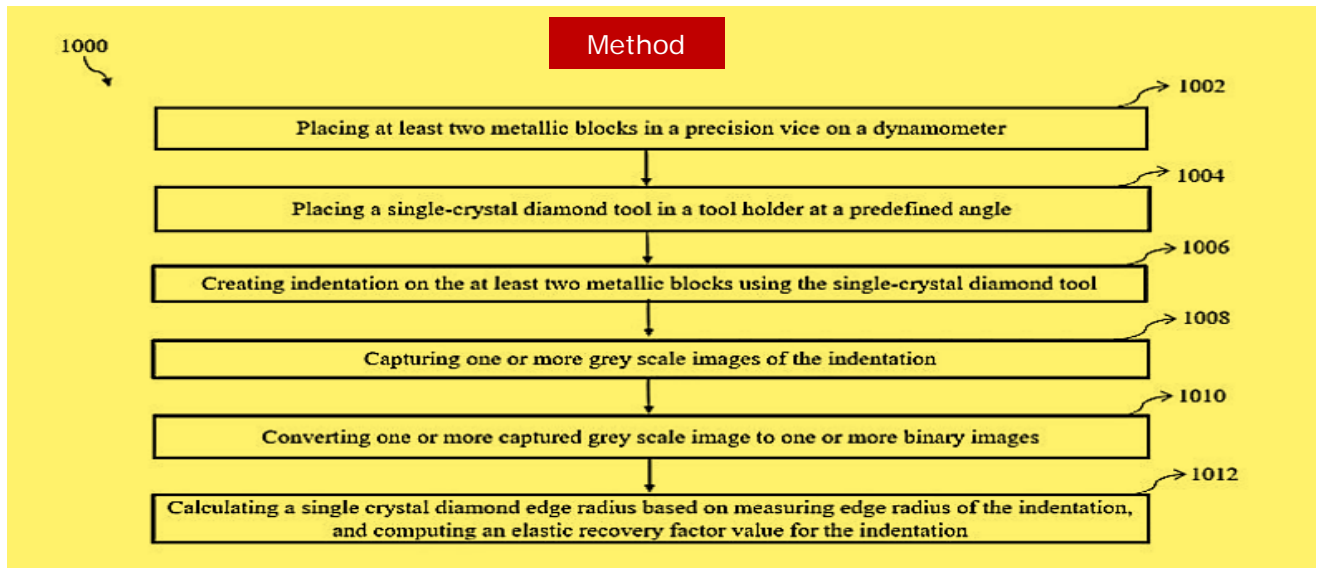 Method
1000
1002
Placing at least two metallic blocks in a precision vice on a dynamometer
1004
Placing a single-crystal diamond tool in a tool holder at a predefined angle
1006
Creating indentation on the at least two metallic blocks using the single-crystal diamond tool
1008
Capturing one or more grey scale images of the indentation
1010
Converting one or more captured grey scale image to one or more binary images
1012
Calculating a single crystal diamond edge radius based on measuring edge radius of the indentation,
and computing an elastic recovery factor value for the indentation